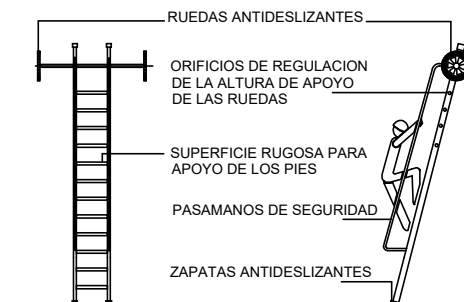 RUEDAS ANTIDESLIZANTES
ORIFICIOS DE REGULACION
DE LA ALTURA DE APOYO
DE LAS RUEDAS
SUPERFICIE RUGOSA PARA
APOYO DE LOS PIES
PASAMANOS DE SEGURIDAD
ZAPATAS ANTIDESLIZANTES